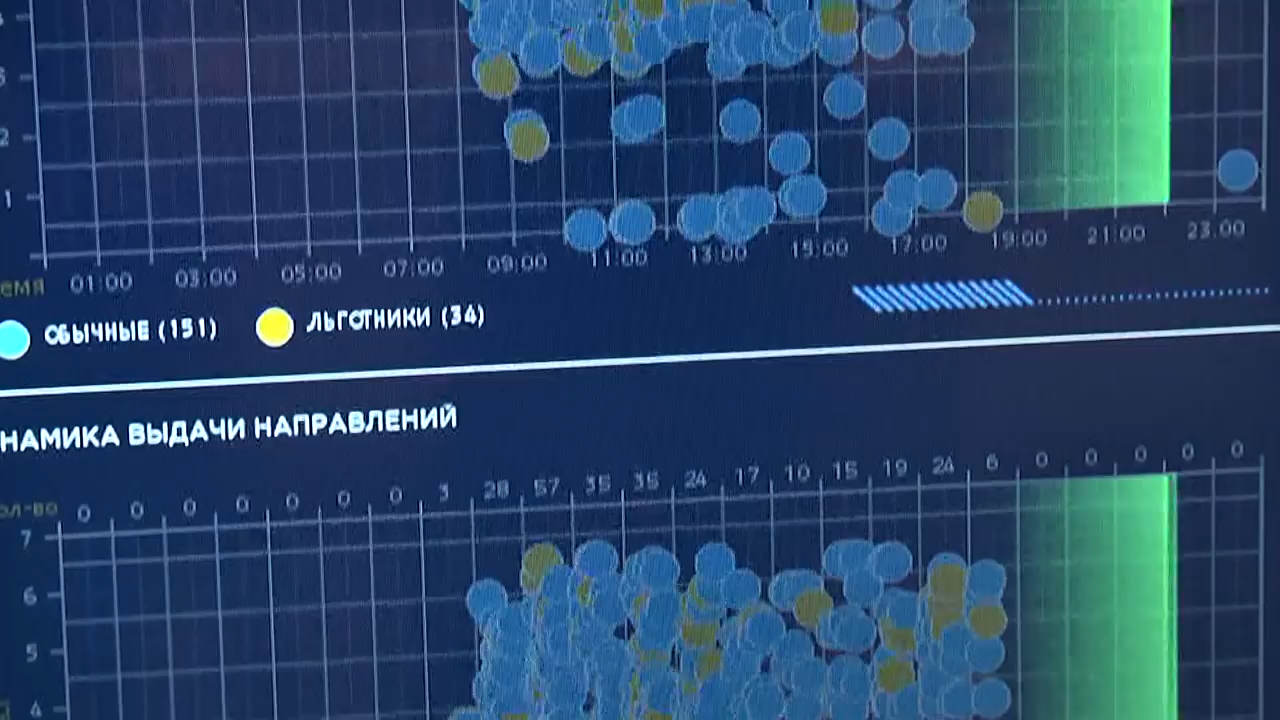 2
1
01:00 03:00 05:00 07:00 09:00 11:00 13:00 15:00 17:00 19:00 21:00 23:00
ОБЫЧНЫЕ (151) ЛЬГОТНИКИ (34)
НАМИКА ВЫДАЧИ НАПРАВЛЕНИЙ
ОЛ-ВО 0 0 0 0 0 0 0 3 28 57 35 36 24 17 10 15 19 24 6 0 0 0 0 0
7
6
5
4